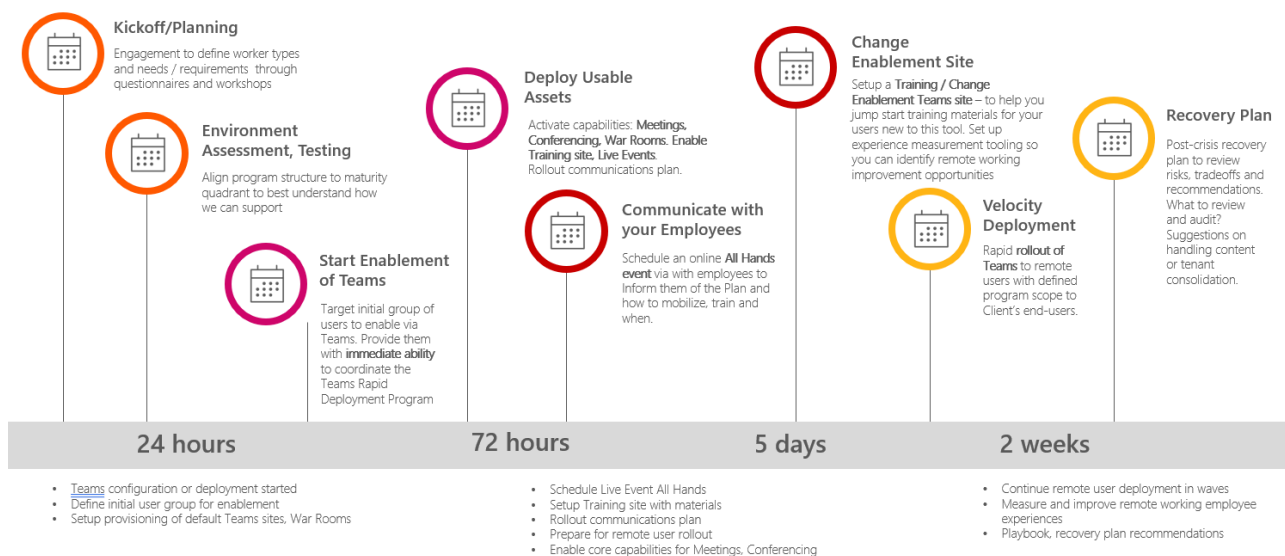 Kickoff/Planning
Engagement to define worker types
and needs / requirements through
questionnaires and workshops
Environment
Assessment, Testing
Align program structure to maturity
quadrant to best understand how
we can support
Start Enablement
of Teams
Target initial group of
users to enable via
Teams. Provide them
with immediate ability
to coordinate the
Teams Rapid
Deployment Program
Deploy Usable
Assets
Activate capabilities: Meetings,
Conferencing, War Rooms. Enable
Training site, Live Events.
Rollout communications plan.
Communicate with
your Employees
Schedule an online All Hands
event via with employees to
Inform them of the Plan and
how to mobilize, train and
when.
Change
Enablement Site
Setup a Training / Change
Enablement Teams site – to help you
jump start training materials for your
users new to this tool. Set up
experience measurement tooling so
you can identify remote working
improvement opportunities
Velocity
Deployment
Rapid rollout of
Teams to remote
users with defined
program scope to
Client's end-users.
Recovery Plan
Post-crisis recovery
plan to review
risks, tradeoffs and
recommendations.
What to review
and audit?
Suggestions on
handling content
or tenant
consolidation.
24 hours
72 hours
5 days
2 weeks
• Teams configuration or deployment started
• Define initial user group for enablement
• Setup provisioning of default Teams sites, War Rooms
• Schedule Live Event All Hands
• Setup Training site with materials
• Rollout communications plan
• Prepare for remote user rollout
• Enable core capabilities for Meetings, Conferencing
• Continue remote user deployment in waves
• Measure and improve remote working employee
experiences
• Playbook, recovery plan recommendations